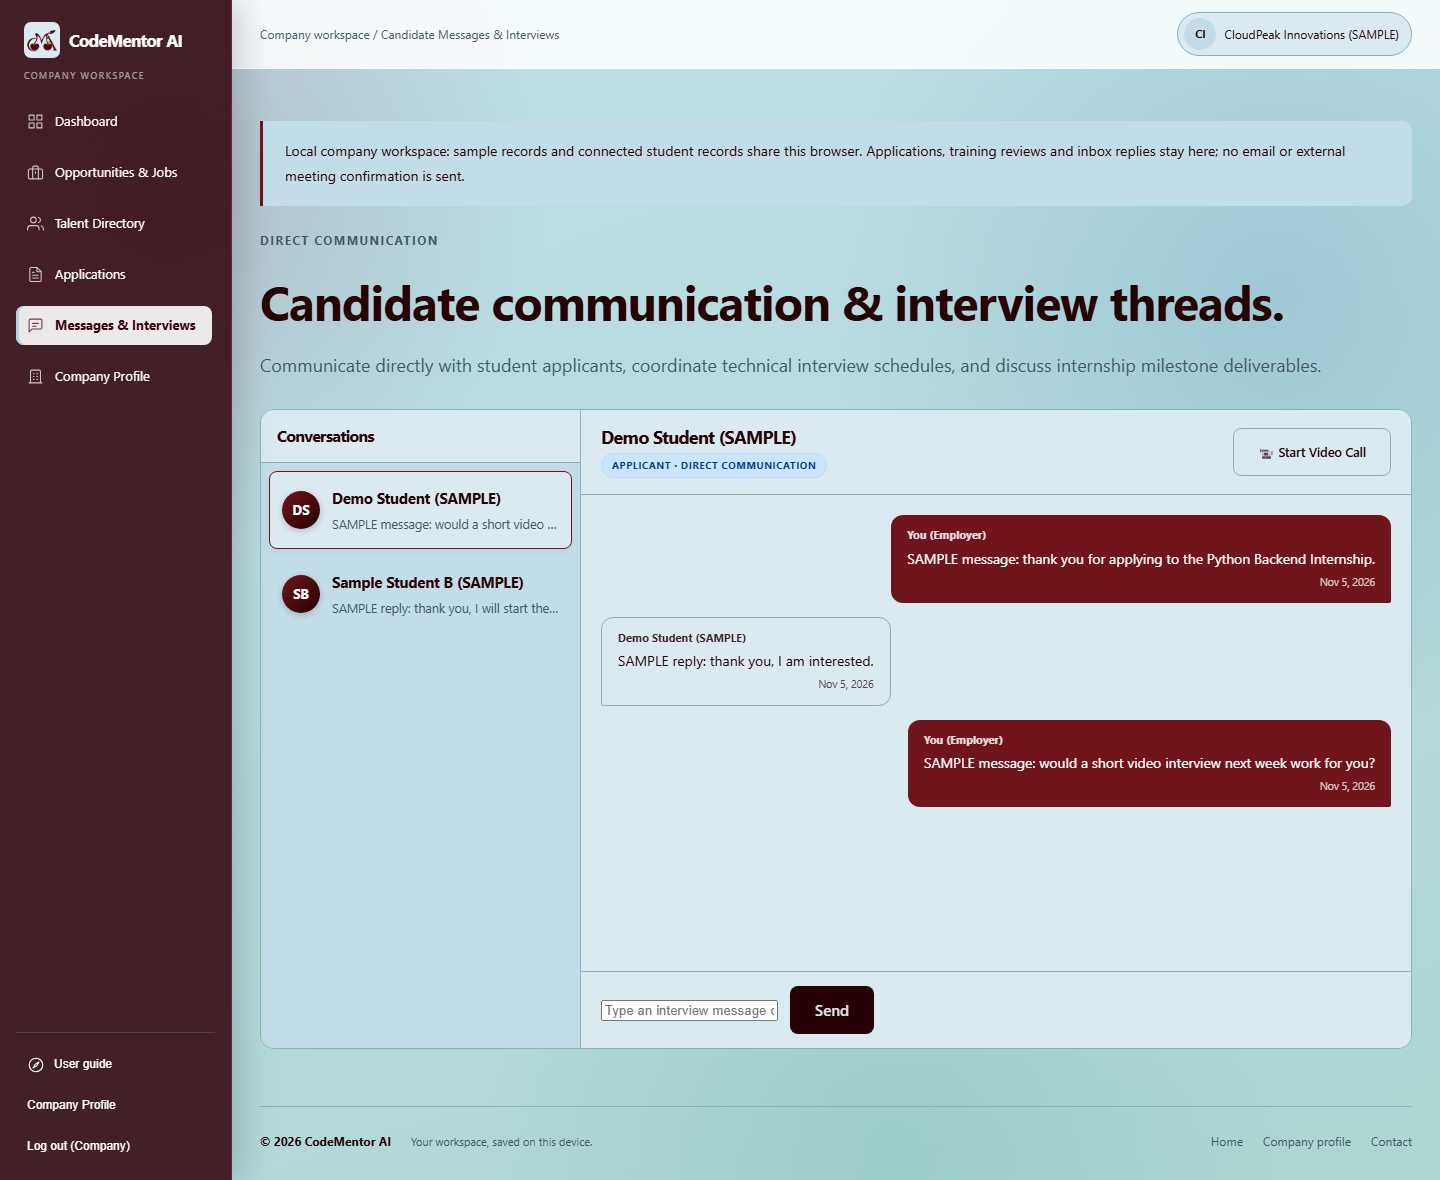 CodeMentor AI
COMPANY WORKSPACE
Dashboard
Opportunities & Jobs
Talent Directory
Applications
Messages & Interviews
Company Profile
User guide
Company Profile
Log out (Company)
Company workspace / Candidate Messages & Interviews
CI
CloudPeak Innovations (SAMPLE)
Local company workspace: sample records and connected student records share this browser. Applications, training reviews and inbox replies stay here; no email or external
meeting confirmation is sent.
DIRECT COMMUNICATION
Candidate communication & interview threads.
Communicate directly with student applicants, coordinate technical interview schedules, and discuss internship milestone deliverables.
Conversations
DS
Demo Student (SAMPLE)
SAMPLE message: would a short video ...
SB
Sample Student B (SAMPLE)
SAMPLE reply: thank you, I will start the...
Demo Student (SAMPLE)
APPLICANT · DIRECT COMMUNICATION
Start Video Call
You (Employer)
SAMPLE message: thank you for applying to the Python Backend Internship.
Nov 5, 2026
Demo Student (SAMPLE)
SAMPLE reply: thank you, I am interested.
Nov 5, 2026
You (Employer)
SAMPLE message: would a short video interview next week work for you?
Nov 5, 2026
Type an interview message
Send
© 2026 CodeMentor AI
Your workspace, saved on this device.
Home
Company profile
Contact